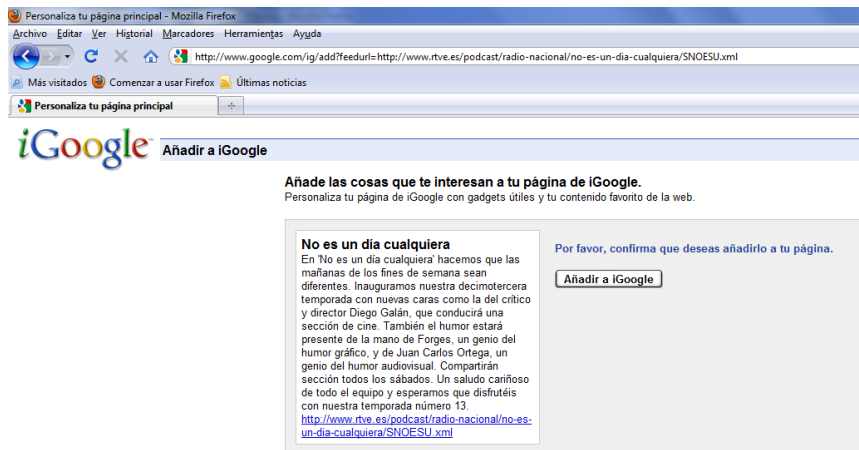 Personaliza tu página principal - Mozilla Firefox
Archivo Editar Ver Historial Marcadores Herramientas Ayuda
http://www.google.com/ig/add?feedurl=http://www.rtve.es/podcast/radio-nacional/no-es-un-dia-cualquiera/SNOESU.xml
Más visitados Comenzar a usar Firefox Últimas noticias
Personaliza tu página principal
iGoogle™ Añadir a iGoogle
Añade las cosas que te interesan a tu página de iGoogle.
Personaliza tu página de iGoogle con gadgets útiles y tu contenido favorito de la web.
No es un día cualquiera
En 'No es un día cualquiera' hacemos que las
mañanas de los fines de semana sean
diferentes. Inauguramos nuestra decimotercera
temporada con nuevas caras como la del crítico
y director Diego Galán, que conducirá una
sección de cine. También el humor estará
presente de la mano de Forges, un genio del
humor gráfico, y de Juan Carlos Ortega, un
genio del humor audiovisual. Compartirán
sección todos los sábados. Un saludo cariñoso
de todo el equipo y esperamos que disfrutéis
con nuestra temporada número 13.
http://www.rtve.es/podcast/radio-nacional/no-es-
un-dia-cualquiera/SNOESU.xml
Por favor, confirma que deseas añadirlo a tu página.
Añadir a iGoogle